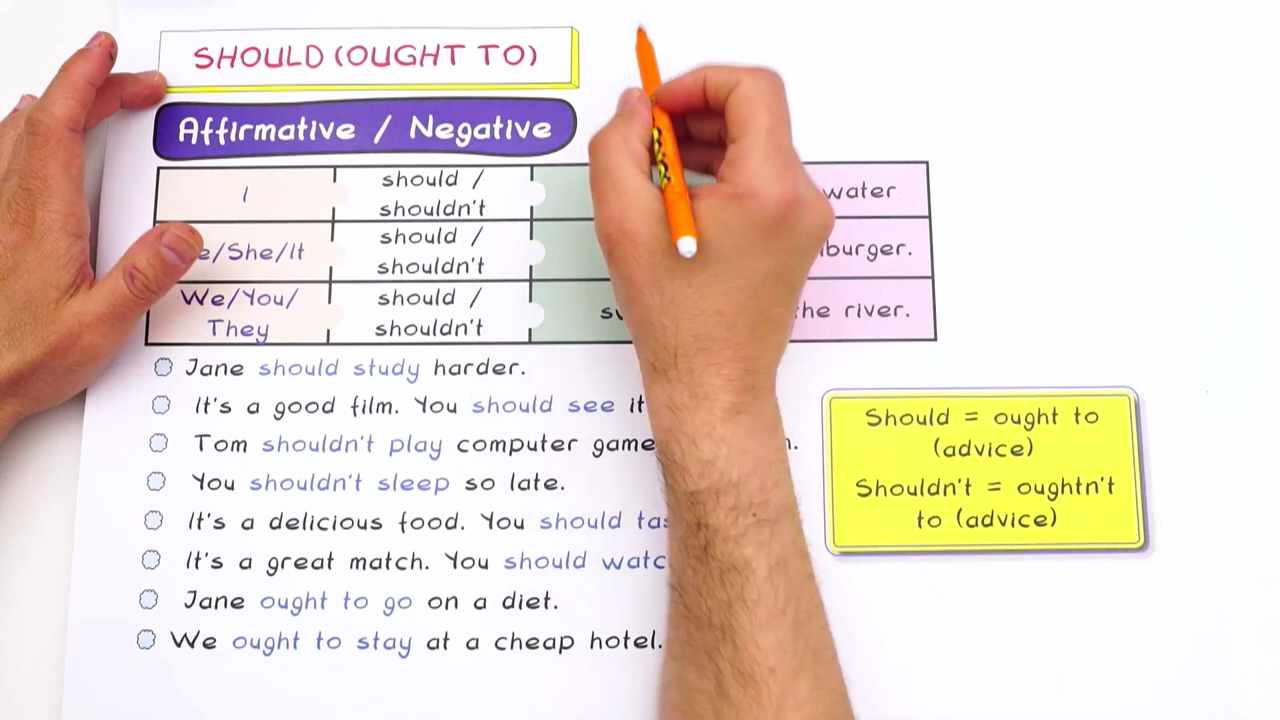 SHOULD (OUGHT TO)
Affirmative / Negative
I should / shouldn't water
/She/It should / shouldn't burger.
We/You/ They should / shouldn't the river.
Jane should study harder.
It's a good film. You should see it
Tom shouldn't play computer game
You shouldn't sleep so late.
It's a delicious food. You should
It's a great match. You should
Jane ought to go on a diet.
We ought to stay at a cheap hotel.
Should = ought to
(advice)
Shouldn't = oughtn't
to (advice)